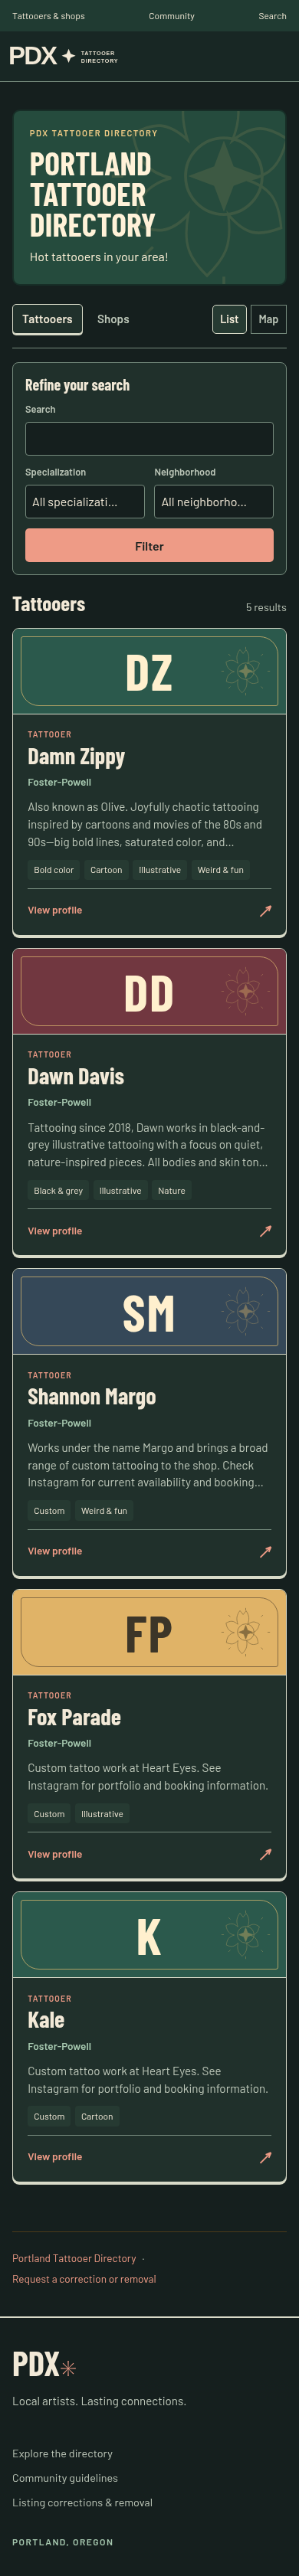 Tattooers & shops Community Search
PDX TATTOOER DIRECTORY
PDX TATTOOER DIRECTORY
PORTLAND
TATTOOER
DIRECTORY
Hot tattooers in your area!
Tattooers Shops List Map
Refine your search
Search
Specialization Neighborhood
All specializati... All neighborho...
Filter
Tattooers 5 results
DZ
TATTOOER
Damn Zippy
Foster-Powell
Also known as Olive. Joyfully chaotic tattooing
inspired by cartoons and movies of the 80s and
90s—big bold lines, saturated color, and...
Bold color Cartoon Illustrative Weird & fun
View profile
DD
TATTOOER
Dawn Davis
Foster-Powell
Tattooing since 2018, Dawn works in black-and-
grey illustrative tattooing with a focus on quiet,
nature-inspired pieces. All bodies and skin ton...
Black & grey Illustrative Nature
View profile
SM
TATTOOER
Shannon Margo
Foster-Powell
Works under the name Margo and brings a broad
range of custom tattooing to the shop. Check
Instagram for current availability and booking...
Custom Weird & fun
View profile
FP
TATTOOER
Fox Parade
Foster-Powell
Custom tattoo work at Heart Eyes. See
Instagram for portfolio and booking information.
Custom Illustrative
View profile
K
TATTOOER
Kale
Foster-Powell
Custom tattoo work at Heart Eyes. See
Instagram for portfolio and booking information.
Custom Cartoon
View profile
Portland Tattooer Directory ·
Request a correction or removal
PDX
Local artists. Lasting connections.
Explore the directory
Community guidelines
Listing corrections & removal
PORTLAND, OREGON